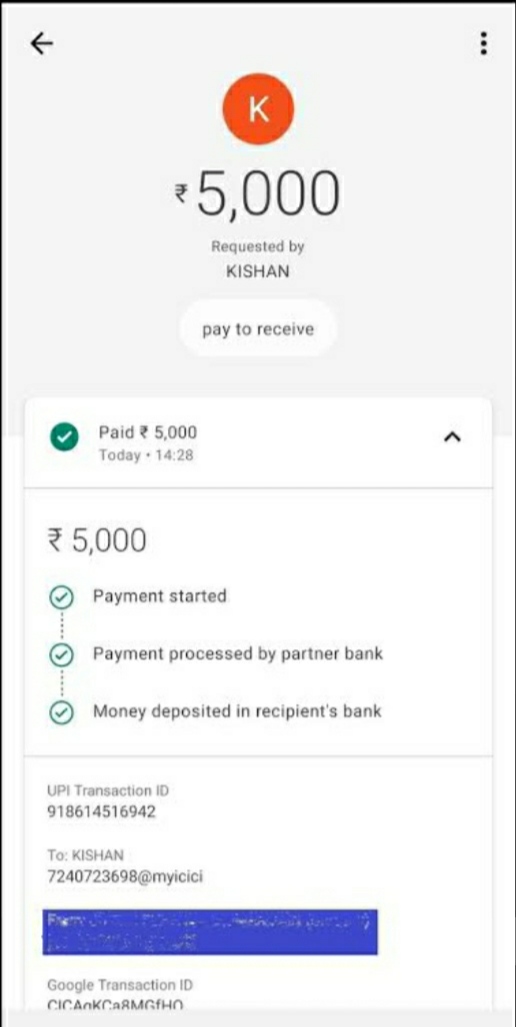 K
₹5,000
Requested by
KISHAN
pay to receive
Paid ₹ 5,000
Today • 14:28
₹ 5,000
Payment started
Payment processed by partner bank
Money deposited in recipient's bank
UPI Transaction ID
918614516942
To: KISHAN
7240723698@myicici
Google Transaction ID